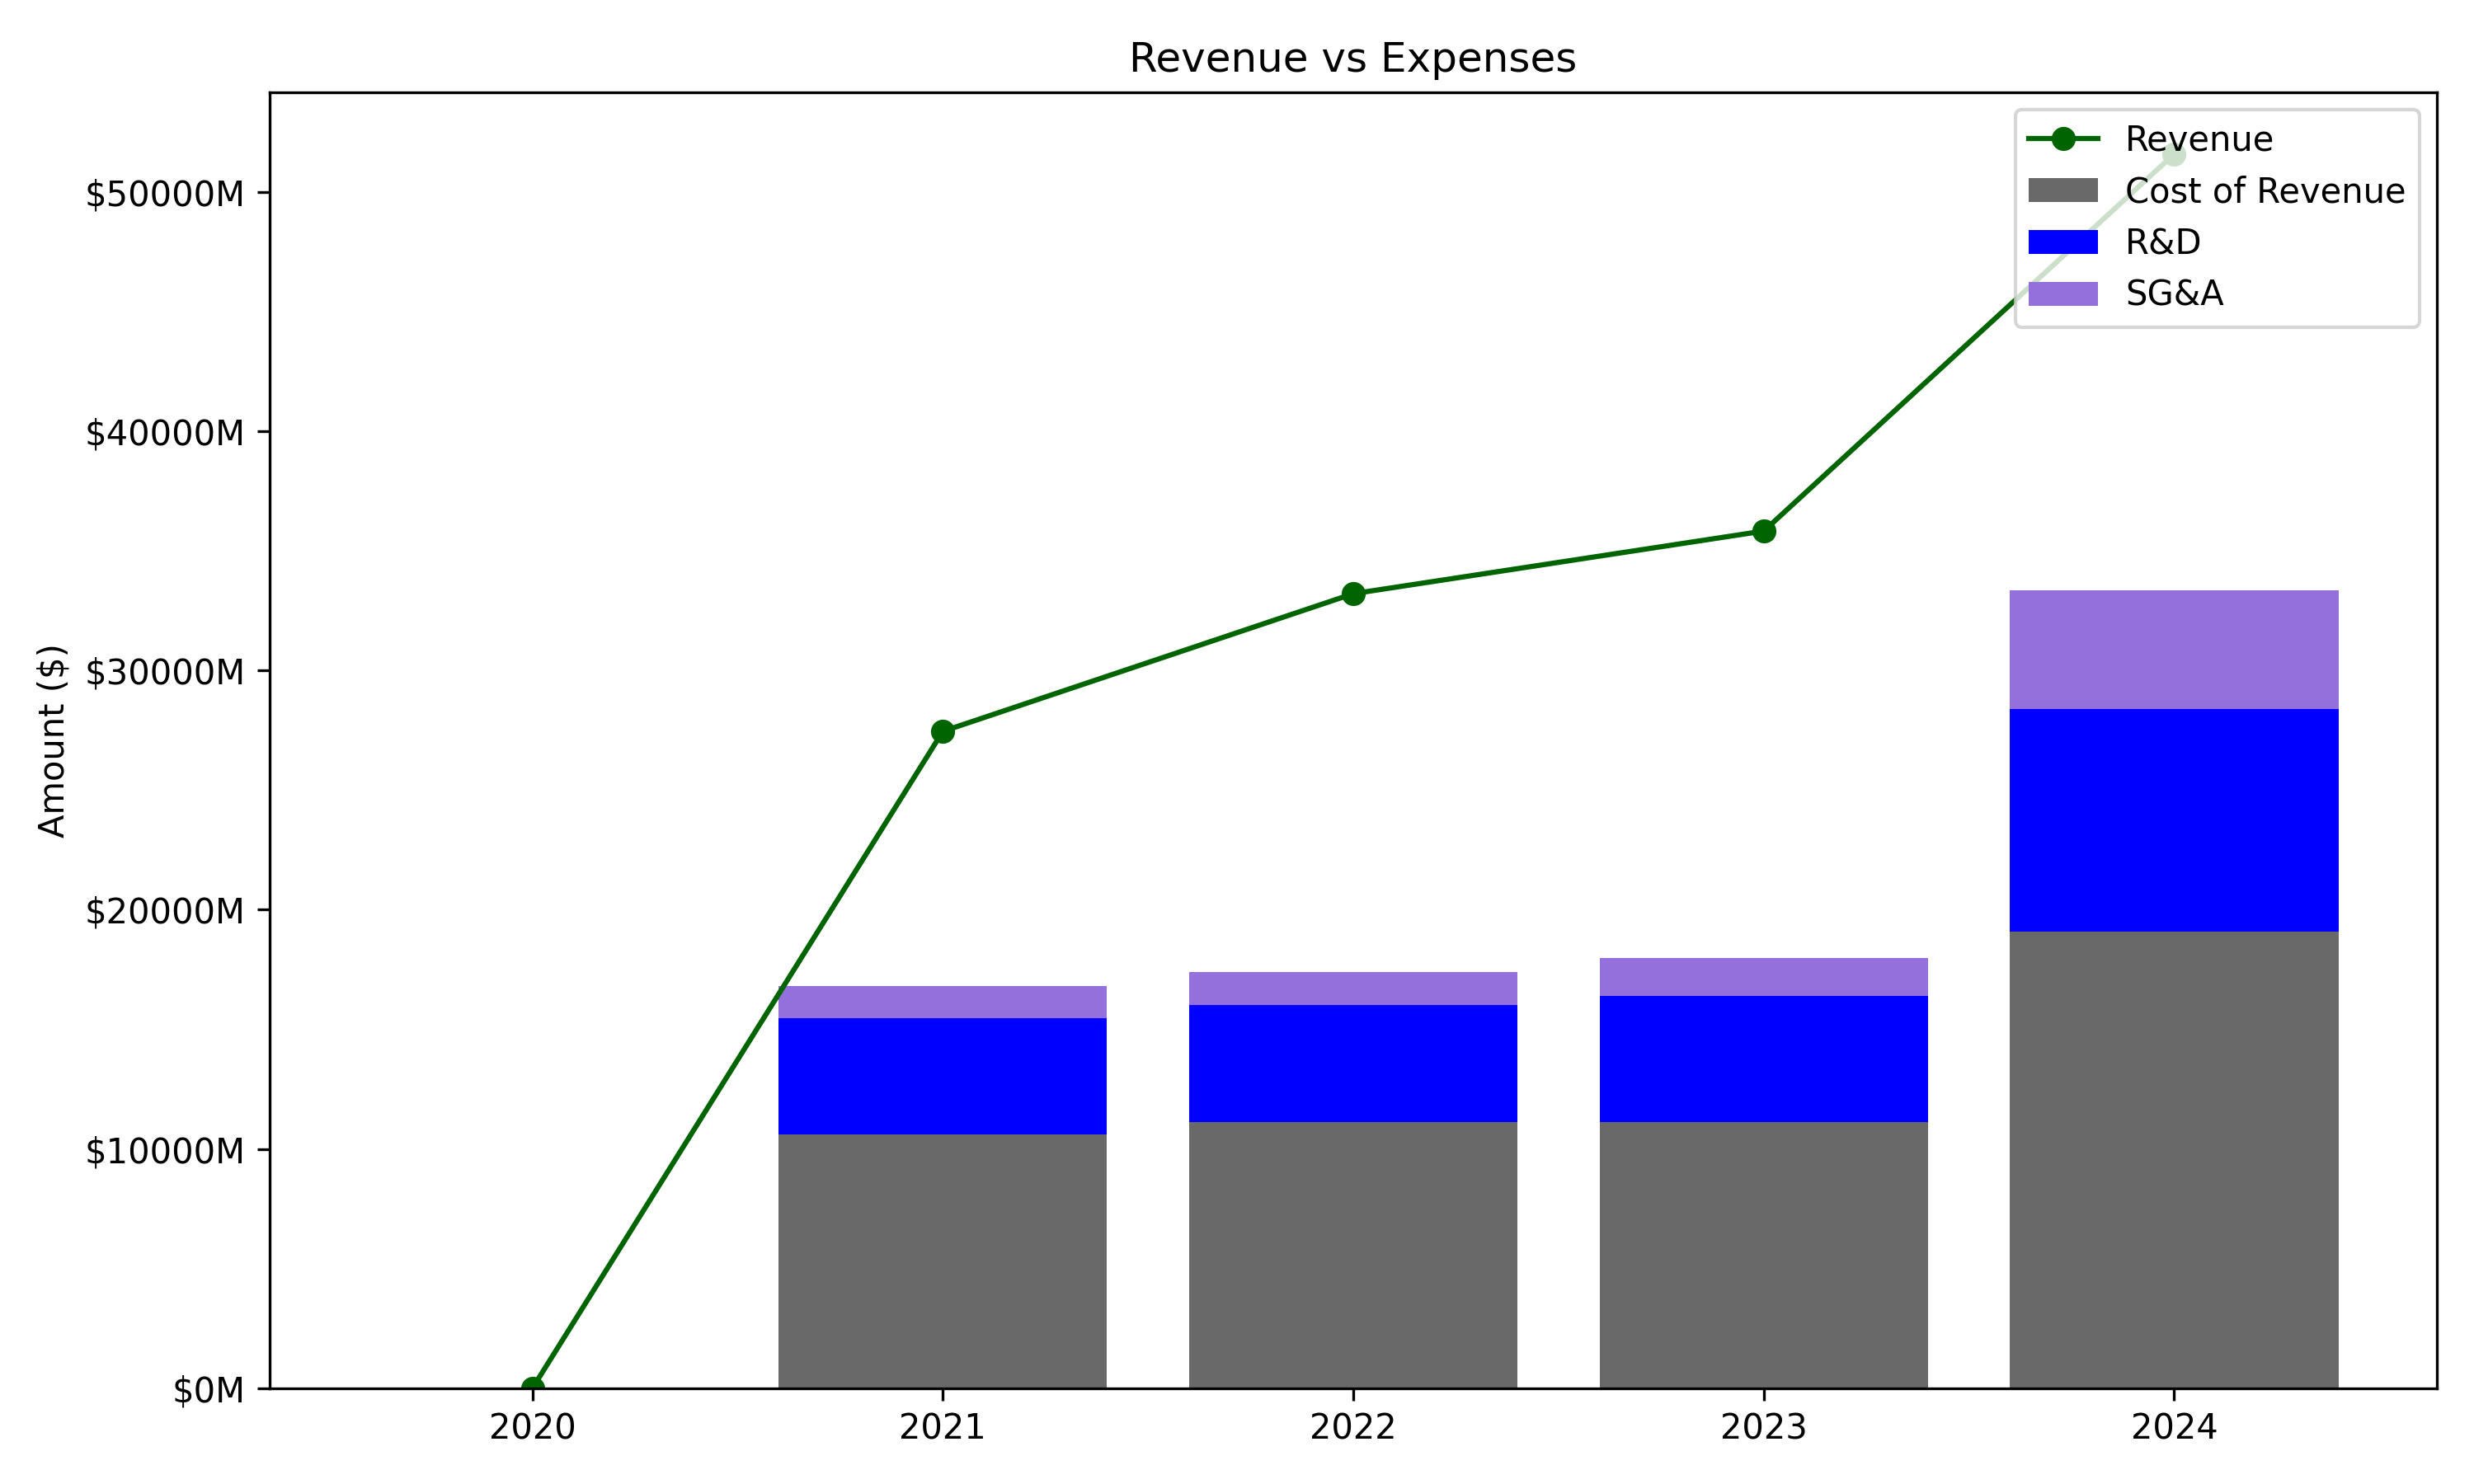 Revenue vs Expenses
Revenue
Cost of Revenue
R&D
SG&A
$50000M
$40000M
$30000M
$20000M
$10000M
$0M
Amount ($)
2020
2021
2022
2023
2024